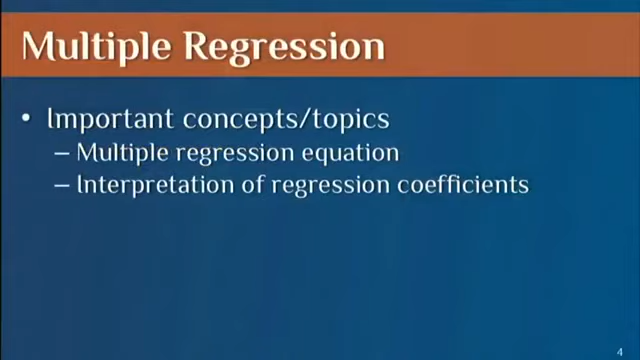 Multiple Regression
• Important concepts/topics
– Multiple regression equation
– Interpretation of regression coefficients
4